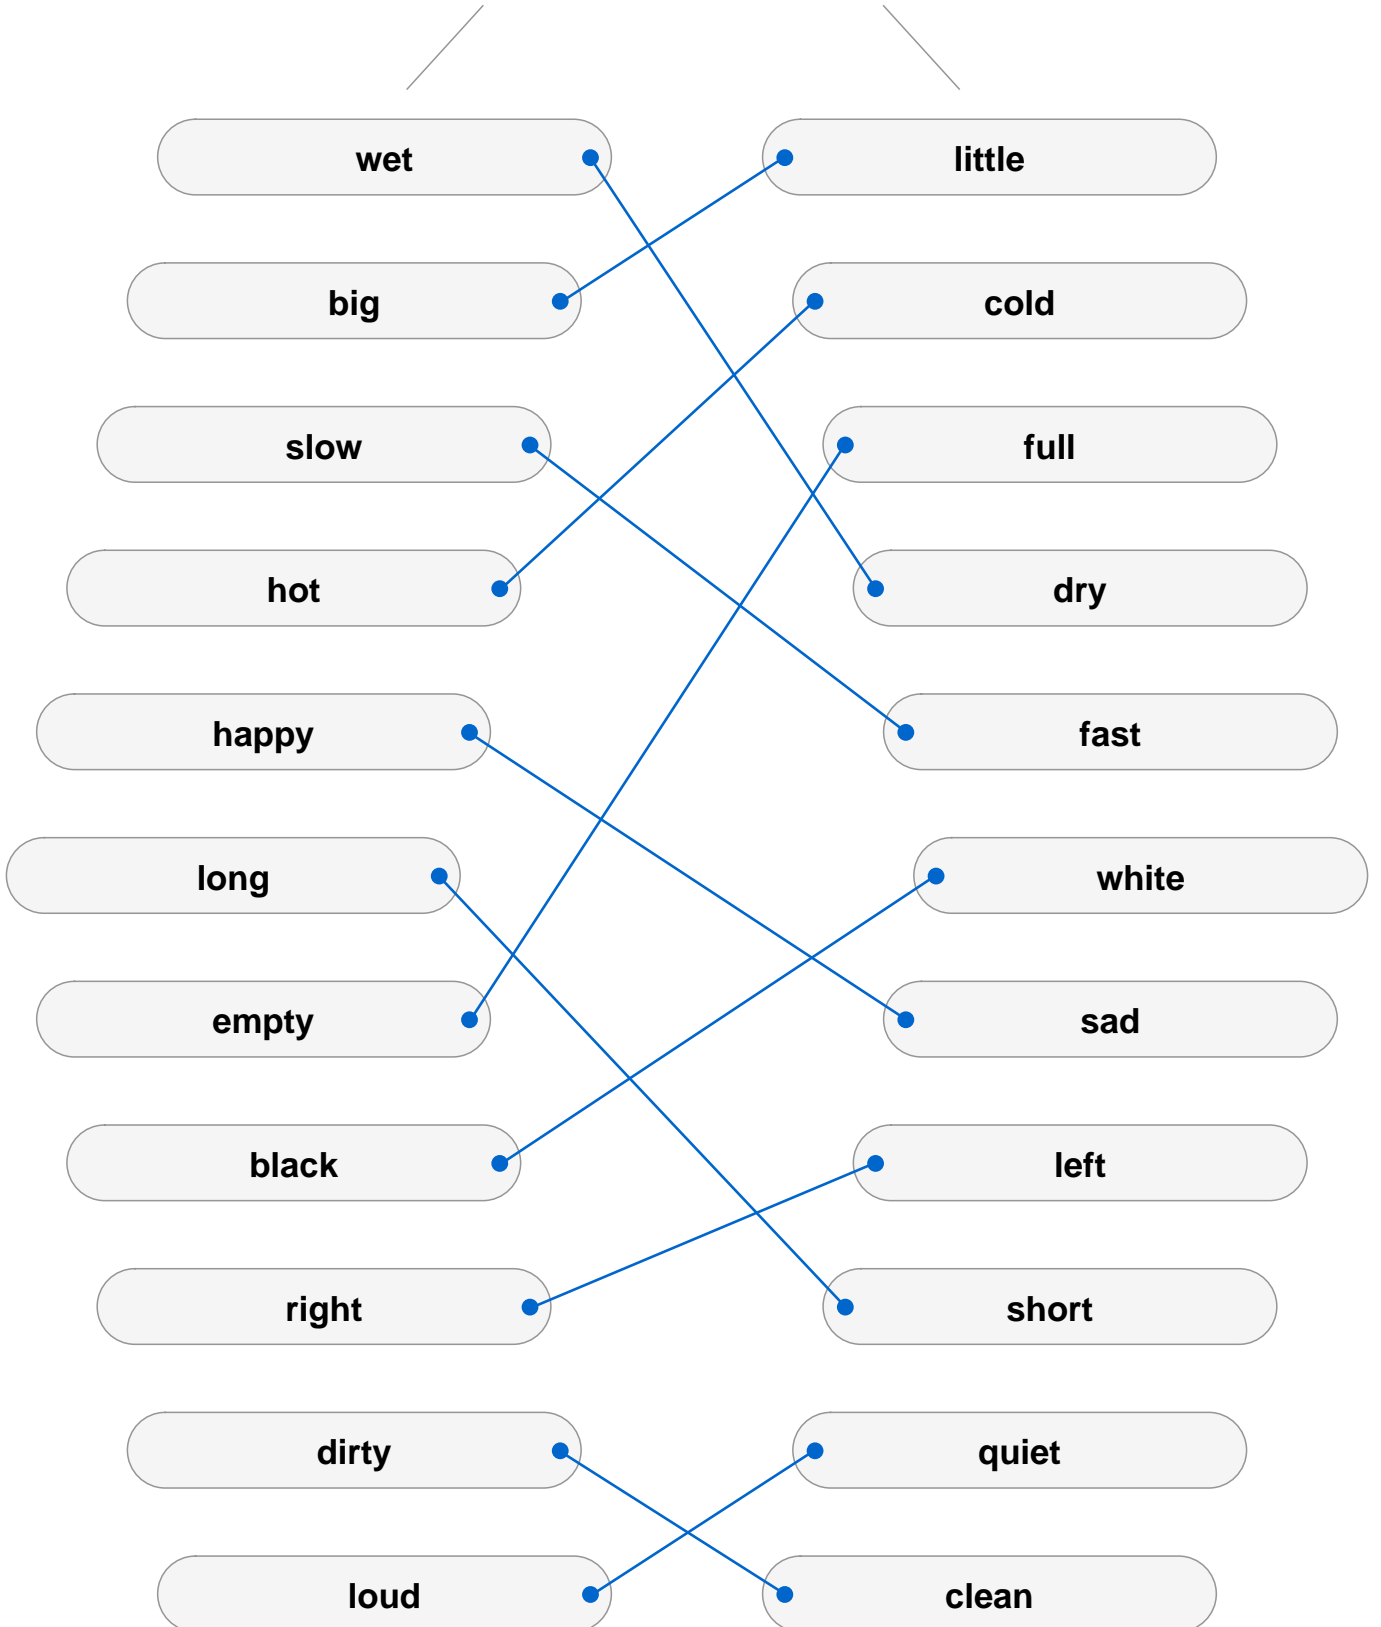 wet little
big cold
slow full
hot dry
happy fast
long white
empty sad
black left
right short
dirty quiet
loud clean